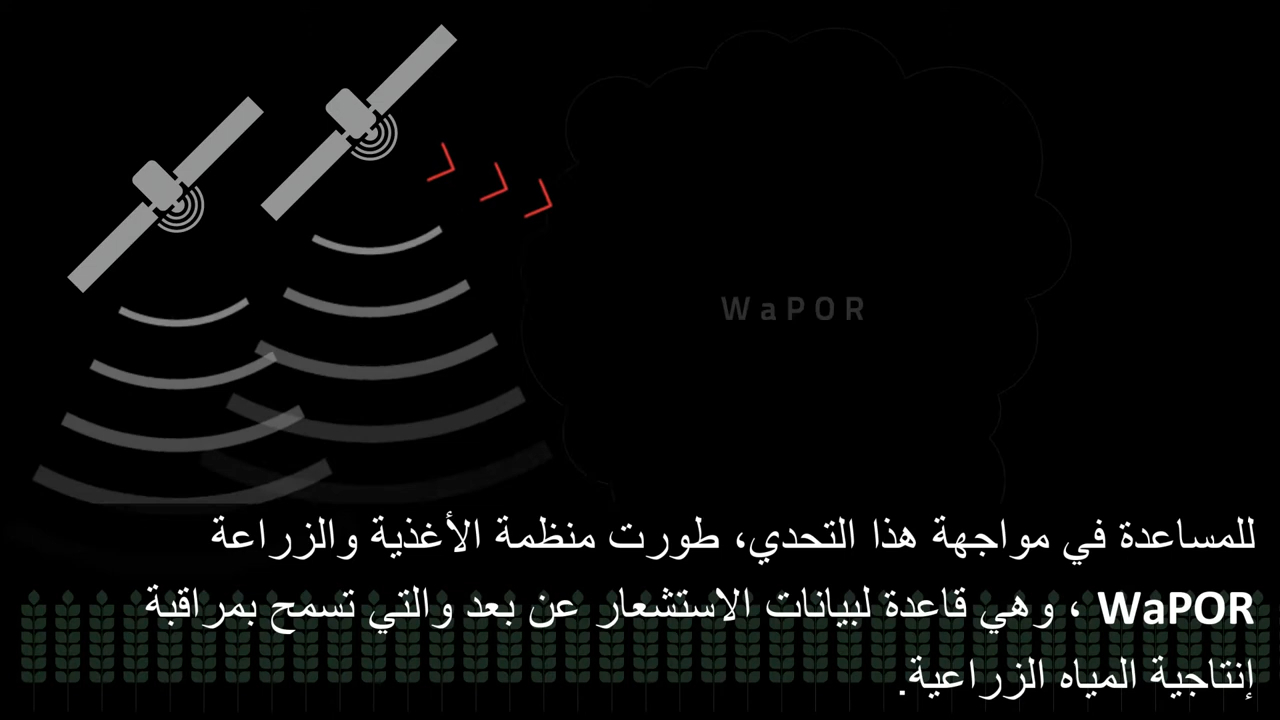 WaPOR
للمساعدة في مواجهة هذا التحدي، طورت منظمة الأغذية والزراعة
WaPOR ، وهي قاعدة لبيانات الاستشعار عن بعد والتي تسمح بمراقبة
إنتاجية المياه الزراعية.